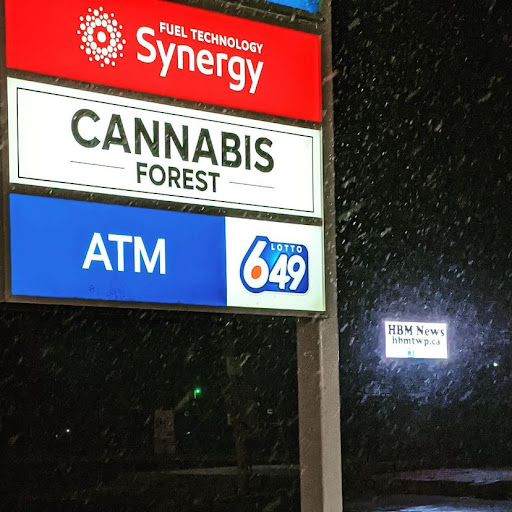 FUEL TECHNOLOGY
Synergy
CANNABIS
FOREST
ATM
LOTTO
649
HBM News
hbmtwp.ca